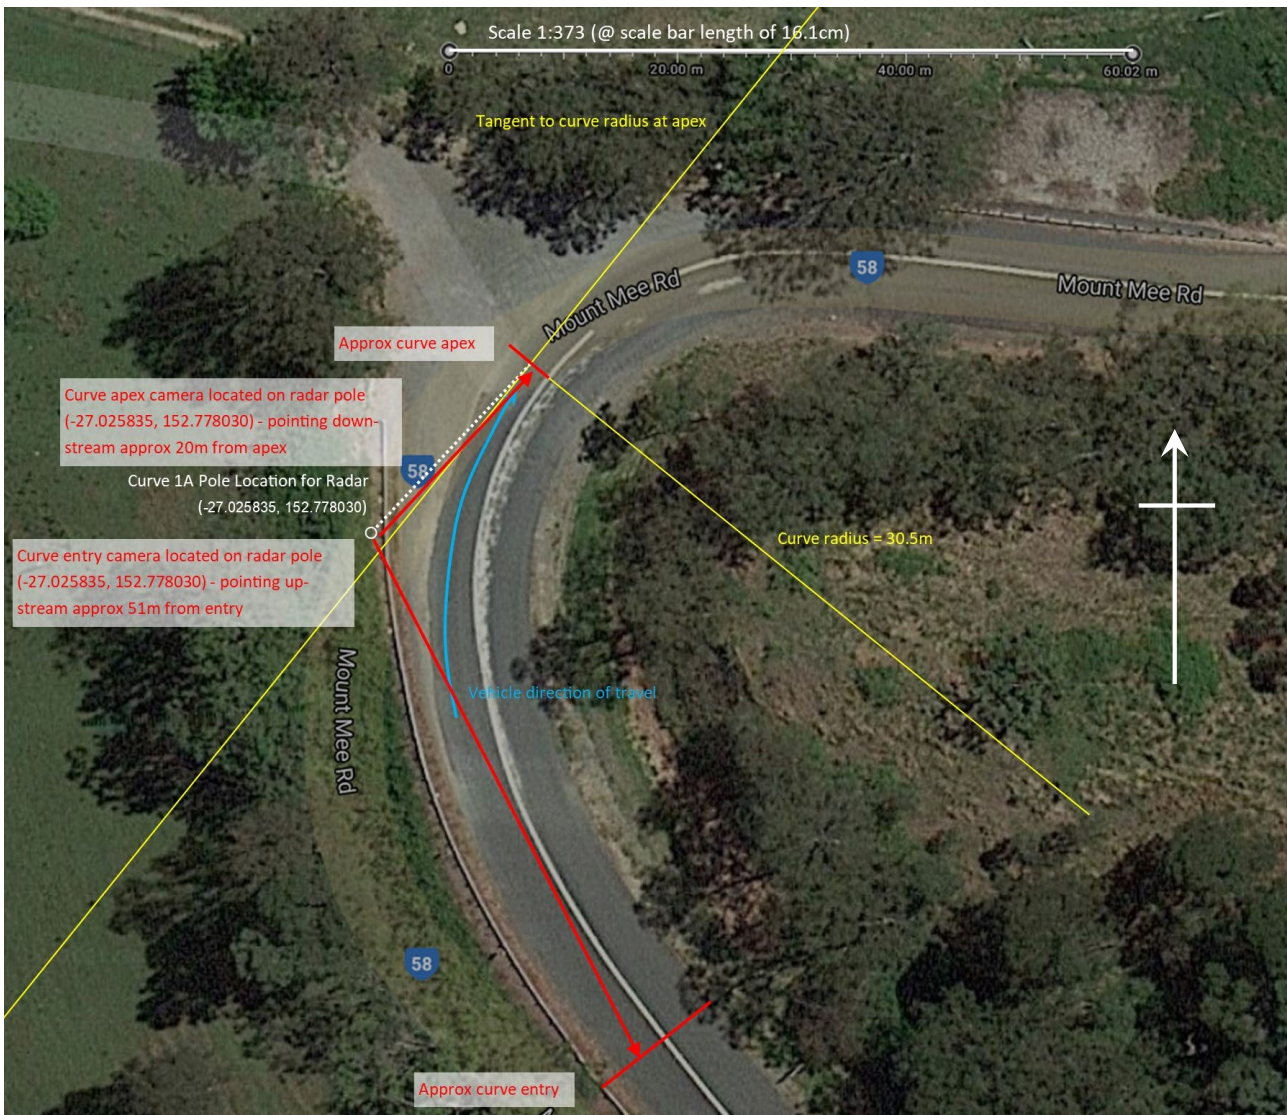 Scale 1:373 (@ scale bar length of 16.1cm)
0
20.00 m
40.00 m
60.02 m
Tangent to curve radius at apex
58
Mount Mee Rd
Mount Mee Rd
Approx curve apex
Curve apex camera located on radar pole
(-27.025835, 152.778030) - pointing down-
stream approx 20m from apex
58
Curve 1A Pole Location for Radar
(-27.025835, 152.778030)
Curve radius = 30.5m
Curve entry camera located on radar pole
(-27.025835, 152.778030) - pointing up-
stream approx 51m from entry
Mount Mee Rd
Vehicle direction of travel
58
Approx curve entry